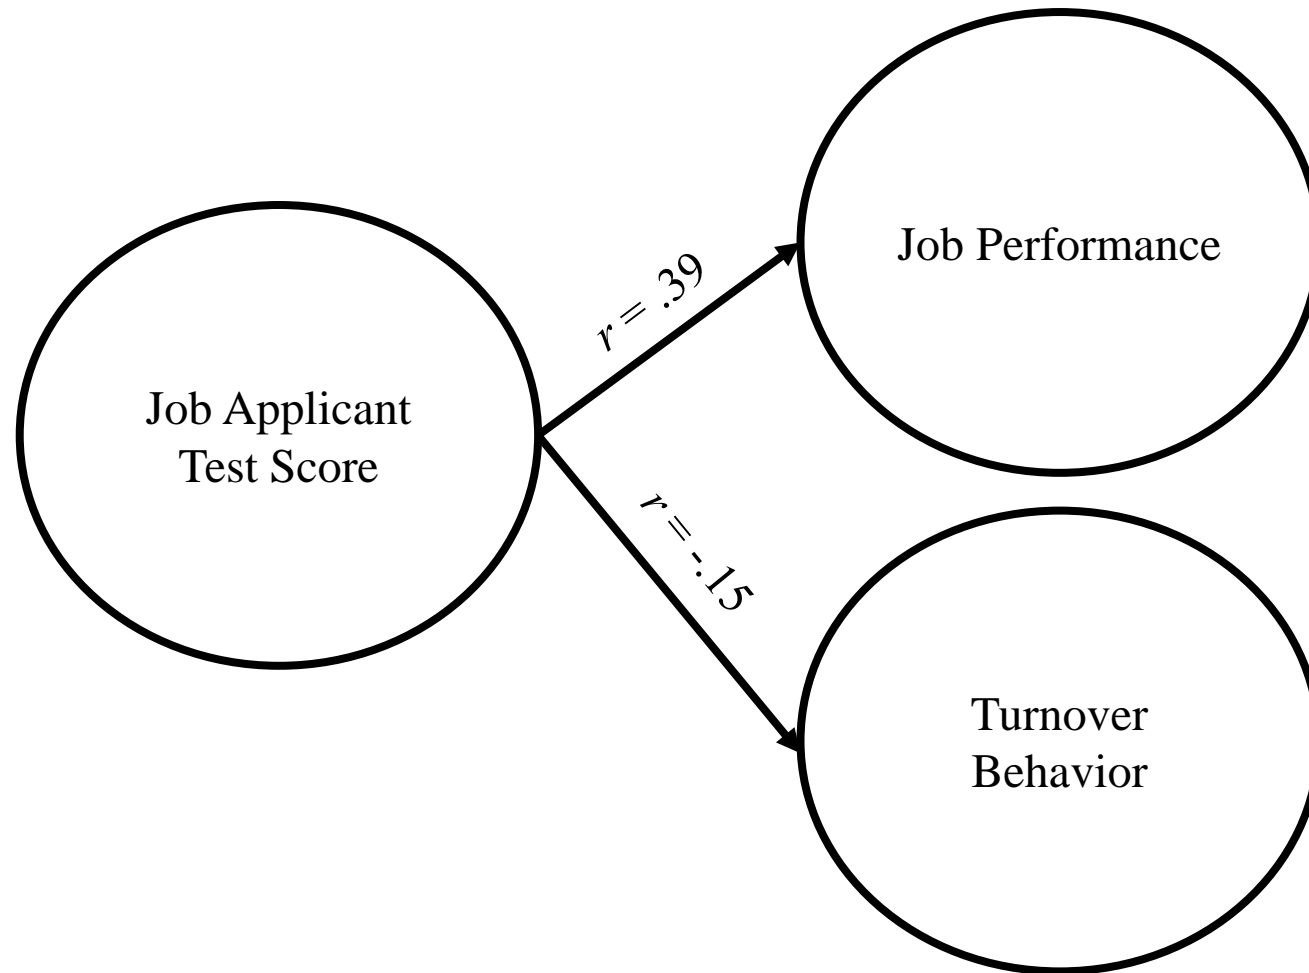 Job Applicant
Test Score
r = .39
Job Performance
r = -.15
Turnover
Behavior